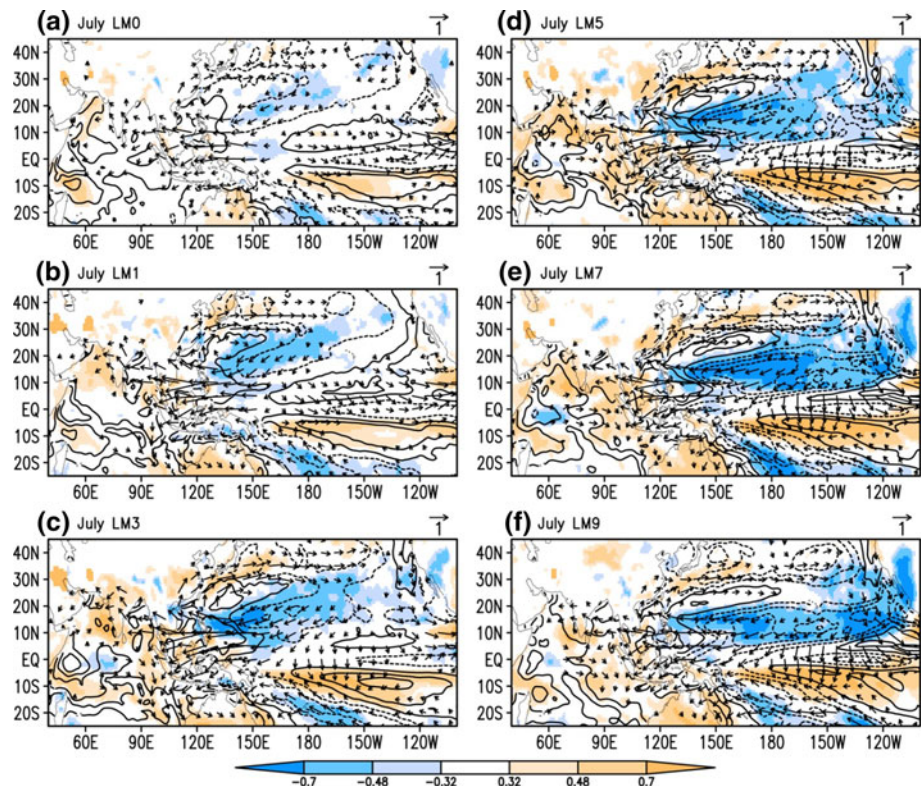 (a) July LM0
1
40N
30N
20N
10N
EQ
10S
20S
60E 90E 120E 150E 180 150W 120W
(b) July LM1
1
40N
30N
20N
10N
EQ
10S
20S
60E 90E 120E 150E 180 150W 120W
(c) July LM3
1
40N
30N
20N
10N
EQ
10S
20S
60E 90E 120E 150E 180 150W 120W
(d) July LM5
1
40N
30N
20N
10N
EQ
10S
20S
60E 90E 120E 150E 180 150W 120W
(e) July LM7
1
40N
30N
20N
10N
EQ
10S
20S
60E 90E 120E 150E 180 150W 120W
(f) July LM9
1
40N
30N
20N
10N
EQ
10S
20S
60E 90E 120E 150E 180 150W 120W
-0.7 -0.48 -0.32 0.32 0.48 0.7